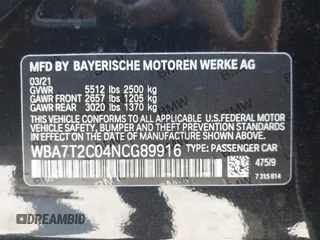 MFD BY BAYERISCHE MOTOREN WERKE AG
03/21
GVWR 5512 lbs 2500 kg
GAWR FRONT 2657 lbs 1205 kg
GAWR REAR 3020 lbs 1370 kg
THIS VEHICLE CONFORMS TO ALL APPLICABLE
U.S. FEDERAL MOTOR VEHICLE SAFETY, BUMPER
AND THEFT PREVENTION STANDARDS IN EFFECT ON
THE DATE OF MANUFACTURE SHOWN ABOVE.
WBA7T2C04NCG89916 TYPE: PASSENGER CAR
475/9
7 315 814